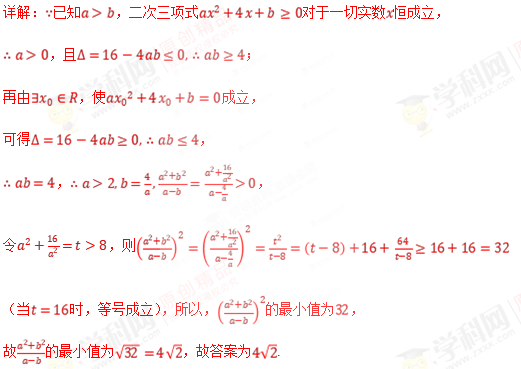 详解：∵已知a > b，二次三项式ax² + 4x + b ≥ 0对于一切实数x恒成立，
∴ a > 0，且Δ = 16 − 4ab ≤ 0, ∴ ab ≥ 4；
再由∃x₀ ∈ R，使ax₀² + 4x₀ + b = 0成立，
可得Δ = 16 − 4ab ≥ 0, ∴ ab ≤ 4，
∴ ab = 4，∴ a > 2, b = 4/a, (a²+b²)/(a−b) = (a²+16/a²)/(a−4/a) > 0，
令a² + 16/a² = t > 8，则((a²+b²)/(a−b))² = ((a²+16/a²)/(a−4/a))² = t²/(t−8) = (t − 8) + 16 + 64/(t−8) ≥ 16 + 16 = 32
（当t = 16时，等号成立），所以，((a²+b²)/(a−b))²的最小值为32，
故(a²+b²)/(a−b)的最小值为√32 = 4√2，故答案为4√2.